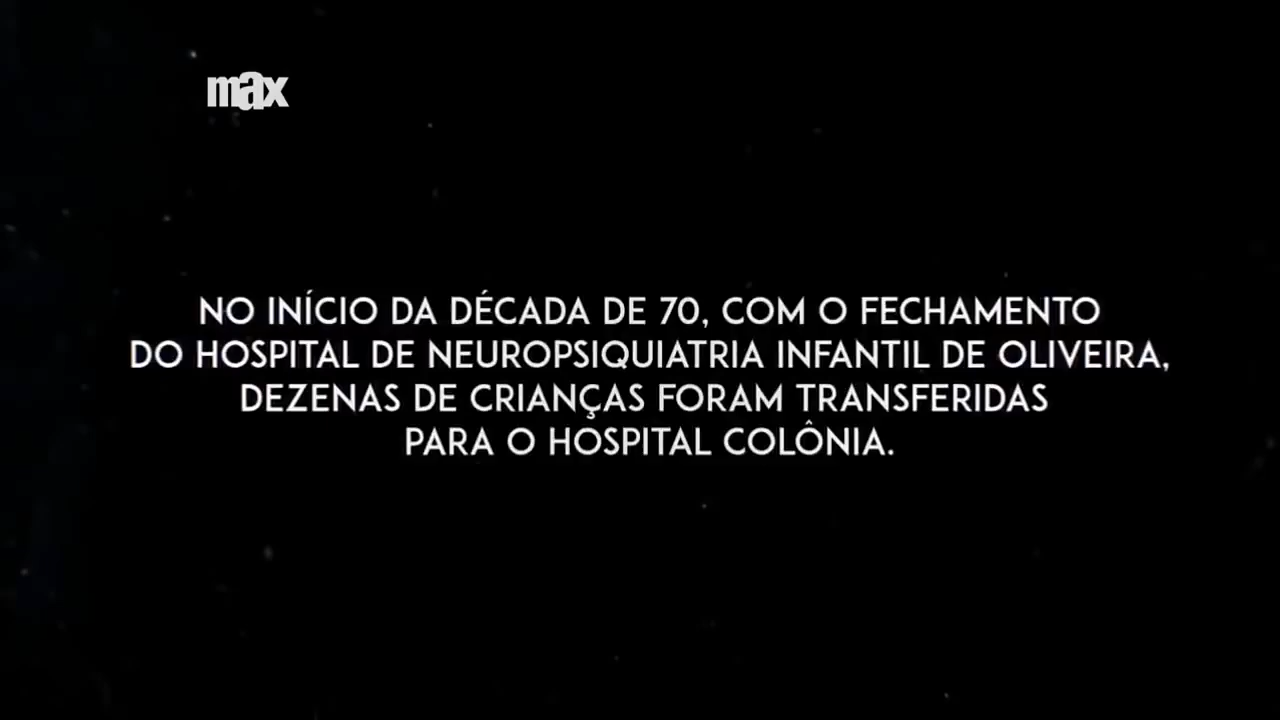 max
NO INÍCIO DA DÉCADA DE 70, COM O FECHAMENTO
DO HOSPITAL DE NEUROPSIQUIATRIA INFANTIL DE OLIVEIRA,
DEZENAS DE CRIANÇAS FORAM TRANSFERIDAS
PARA O HOSPITAL COLÔNIA.